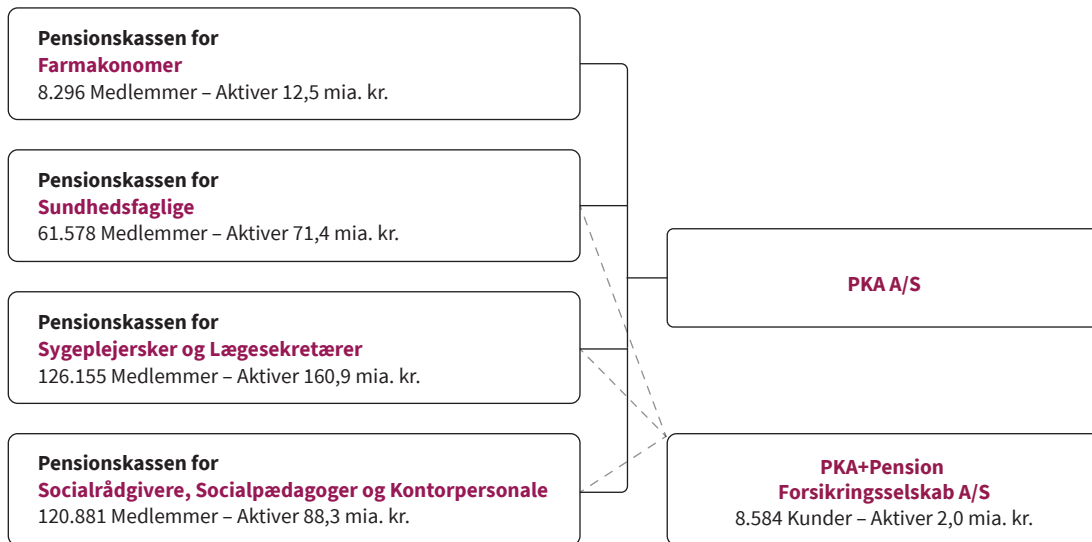 Pensionskassen for
Farmakonomer
8.296 Medlemmer – Aktiver 12,5 mia. kr.
Pensionskassen for
Sundhedsfaglige
61.578 Medlemmer – Aktiver 71,4 mia. kr.
Pensionskassen for
Sygeplejersker og Lægesekretærer
126.155 Medlemmer – Aktiver 160,9 mia. kr.
Pensionskassen for
Socialrådgivere, Socialpædagoger og Kontorpersonale
120.881 Medlemmer – Aktiver 88,3 mia. kr.
PKA A/S
PKA+Pension
Forsikringsselskab A/S
8.584 Kunder – Aktiver 2,0 mia. kr.